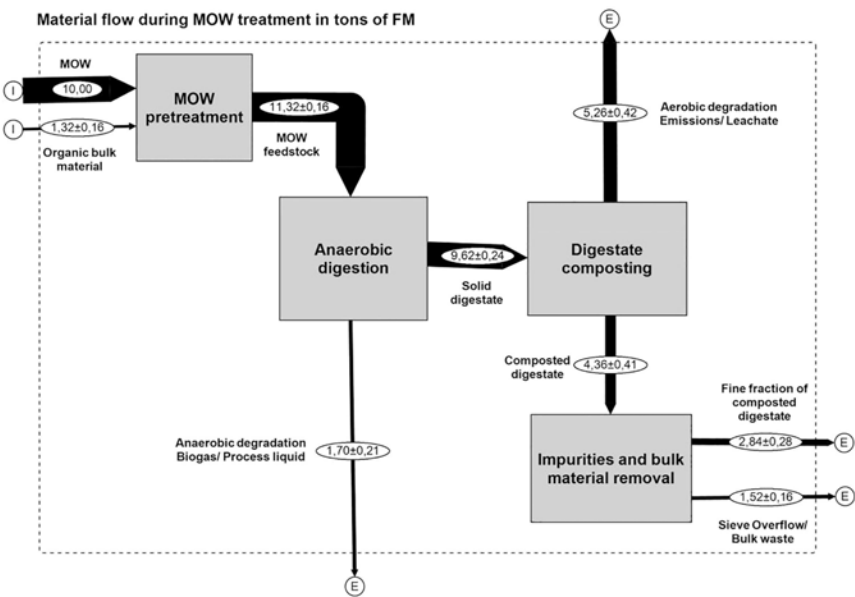 Material flow during MOW treatment in tons of FM
E
MOW
I
10,00
MOW
pretreatment
11,32±0,16
MOW
feedstock
5,26±0,42
Aerobic degradation
Emissions/ Leachate
I
1,32±0,16
Organic bulk
material
Anaerobic
digestion
9,62±0,24
Solid
digestate
Digestate
composting
Composted
digestate
4,36±0,41
Fine fraction of
composted
digestate
Anaerobic degradation
Biogas/ Process liquid
1,70±0,21
Impurities and bulk
material removal
2,84±0,28
E
1,52±0,16
E
Sieve Overflow/
Bulk waste
E